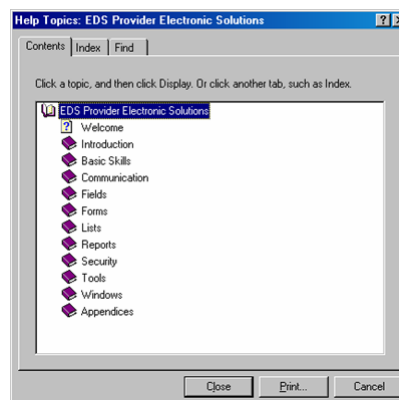 Help Topics: EDS Provider Electronic Solutions
Contents Index Find
Click a topic, and then click Display. Or click another tab, such as Index.
EDS Provider Electronic Solutions
Welcome
Introduction
Basic Skills
Communication
Fields
Forms
Lists
Reports
Security
Tools
Windows
Appendices
Close Print... Cancel